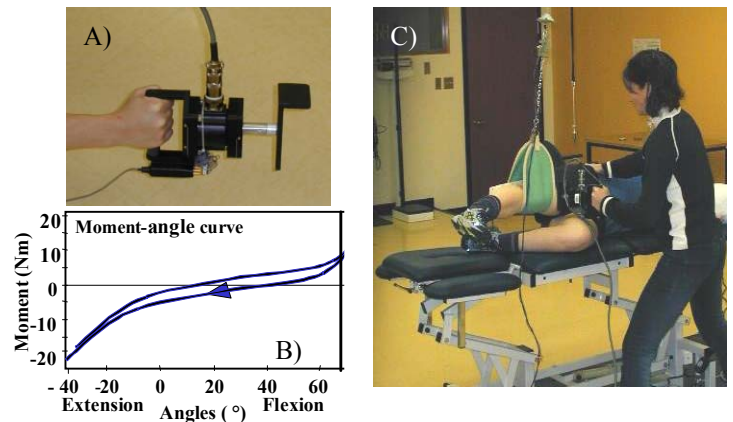 A)
C)
Moment-angle curve
Moment (Nm)
20
10
0
-10
-20
B)
- 40 -20 0 20 40 60
Extension Angles ( °) Flexion